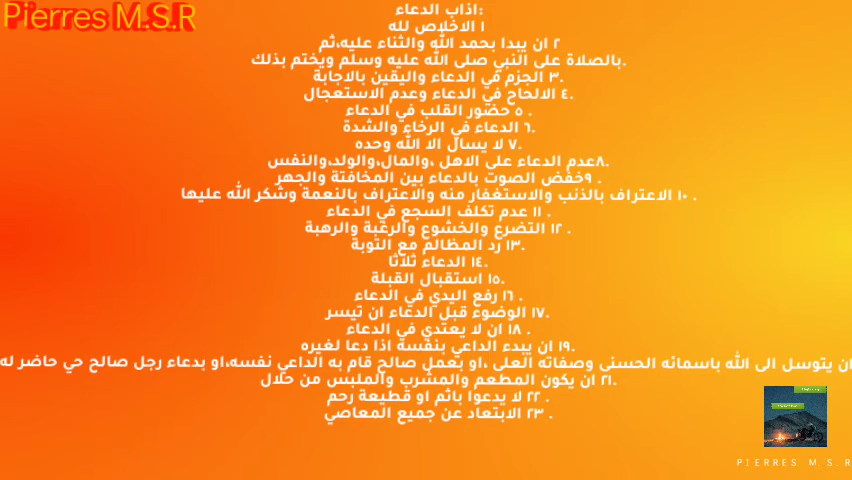 Pierres M.S.R
اذاب الدعاء:
١ الاخلاص لله
٢ ان يبدا بحمد الله والثناء عليه،ثم
بالصلاة على النبي صلى الله عليه وسلم ويختم بذلك.
٣ الجزم في الدعاء واليقين بالاجابة.
٤ الالحاح في الدعاء وعدم الاستعجال.
٥ حضور القلب في الدعاء .
٦ الدعاء في الرخاء والشدة.
٧ لا يسال الا الله وحده.
٨عدم الدعاء على الاهل ،والمال،والولد،والنفس.
٩خفض الصوت بالدعاء بين المخافتة والجهر .
١٠ الاعتراف بالذنب والاستغفار منه والاعتراف بالنعمة وشكر الله عليها .
١١ عدم تكلف السجع في الدعاء .
١٢ التضرع والخشوع والرغبة والرهبة .
١٣ رد المظالم مع التوبة.
١٤ الدعاء ثلاثا.
١٥ استقبال القبلة.
١٦ رفع اليدي في الدعاء .
١٧ الوضوء قبل الدعاء ان تيسر.
١٨ ان لا يعتدي في الدعاء .
١٩ ان يبدء الداعي بنفسه اذا دعا لغيره.
ان يتوسل الى الله باسمائه الحسنى وصفاته العلى ،او بعمل صالح قام به الداعي نفسه،او بدعاء رجل صالح حي حاضر له
٢١ ان يكون المطعم والمشرب والملبس من حلال.
٢٢ لا يدعوا باثم او قطيعة رحم .
٢٣ الابتعاد عن جميع المعاصي .
PIERRES M.S.R